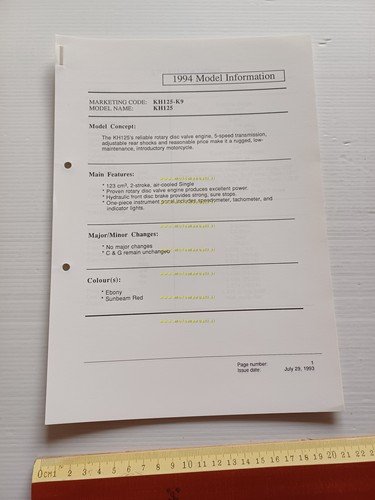 1994 Model Information
MARKETING CODE: KH125-K9
MODEL NAME: KH125
Model Concept:
The KH125's reliable rotary disc valve engine, 5-speed transmission,
adjustable rear shocks and reasonable price make it a rugged, low-
maintenance, introductory motorcycle.
Main Features:
* 123 cm³, 2-stroke, air-cooled Single
* Proven rotary disc valve engine produces excellent power.
* Hydraulic front disc brake provides strong, sure stops.
* One-piece instrument panel includes speedometer, tachometer, and
indicator lights.
Major/Minor Changes:
* No major changes
* C & G remain unchanged
Colour(s):
* Ebony
* Sunbeam Red
Page number: 1
Issue date: July 29, 1993
0CM1 2 3 4 5 6 7 8 9 10 11 12 13 14 15 16 17 18 19 20 21 22